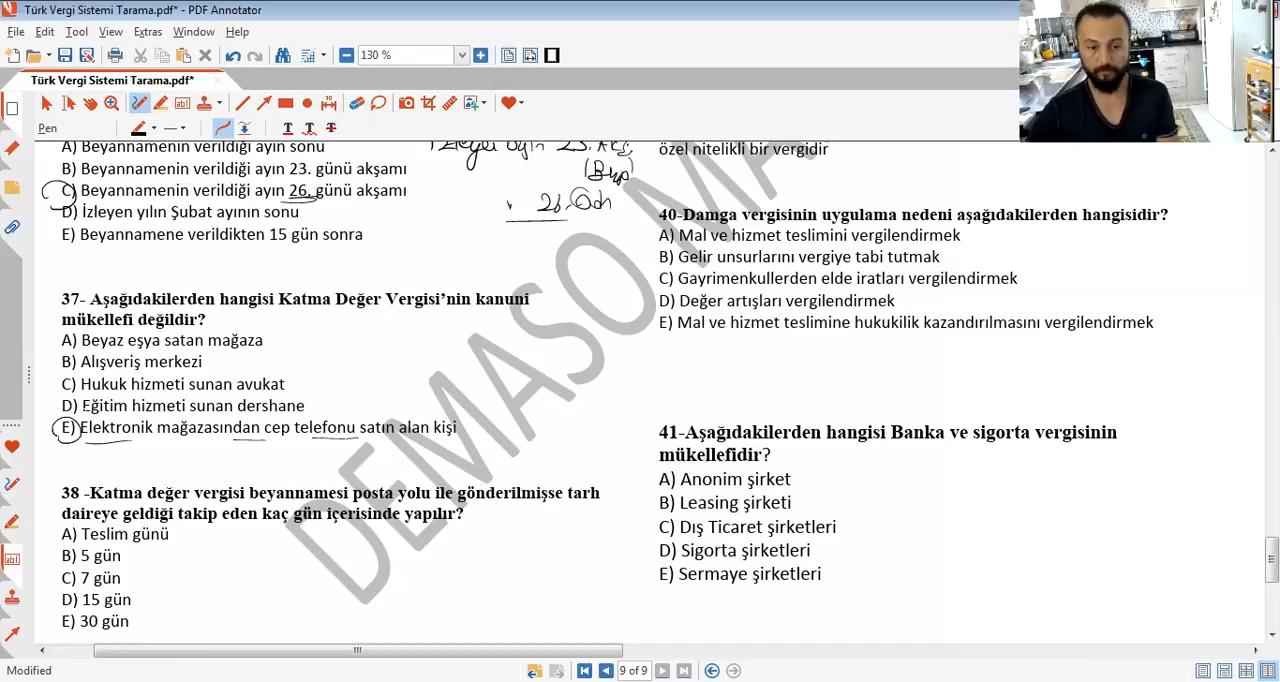 Türk Vergi Sistemi Tarama.pdf* - PDF Annotator
File Edit Tool View Extras Window Help
130 %
Türk Vergi Sistemi Tarama.pdf*
Pen
A) Beyannamenin verildiği ayın sonu
B) Beyannamenin verildiği ayın 23. günü akşamı
C) Beyannamenin verildiği ayın 26. günü akşamı
D) İzleyen yılın Şubat ayının sonu
E) Beyannamene verildikten 15 gün sonra
23.
26.
37- Aşağıdakilerden hangisi Katma Değer Vergisi’nin kanuni
mükellefi değildir?
A) Beyaz eşya satan mağaza
B) Alışveriş merkezi
C) Hukuk hizmeti sunan avukat
D) Eğitim hizmeti sunan dershane
E) Elektronik mağazasından cep telefonu satın alan kişi
38 -Katma değer vergisi beyannamesi posta yolu ile gönderilmişse tarh
daireye geldiği takip eden kaç gün içerisinde yapılır?
A) Teslim günü
B) 5 gün
C) 7 gün
D) 15 gün
E) 30 gün
özel nitelikli bir vergidir
40-Damga vergisinin uygulama nedeni aşağıdakilerden hangisidir?
A) Mal ve hizmet teslimini vergilendirmek
B) Gelir unsurlarını vergiye tabi tutmak
C) Gayrimenkullerden elde iratları vergilendirmek
D) Değer artışları vergilendirmek
E) Mal ve hizmet teslimine hukukilik kazandırılmasını vergilendirmek
41-Aşağıdakilerden hangisi Banka ve sigorta vergisinin
mükellefidir?
A) Anonim şirket
B) Leasing şirketi
C) Dış Ticaret şirketleri
D) Sigorta şirketleri
E) Sermaye şirketleri
DEMASO MA
Modified
9 of 9